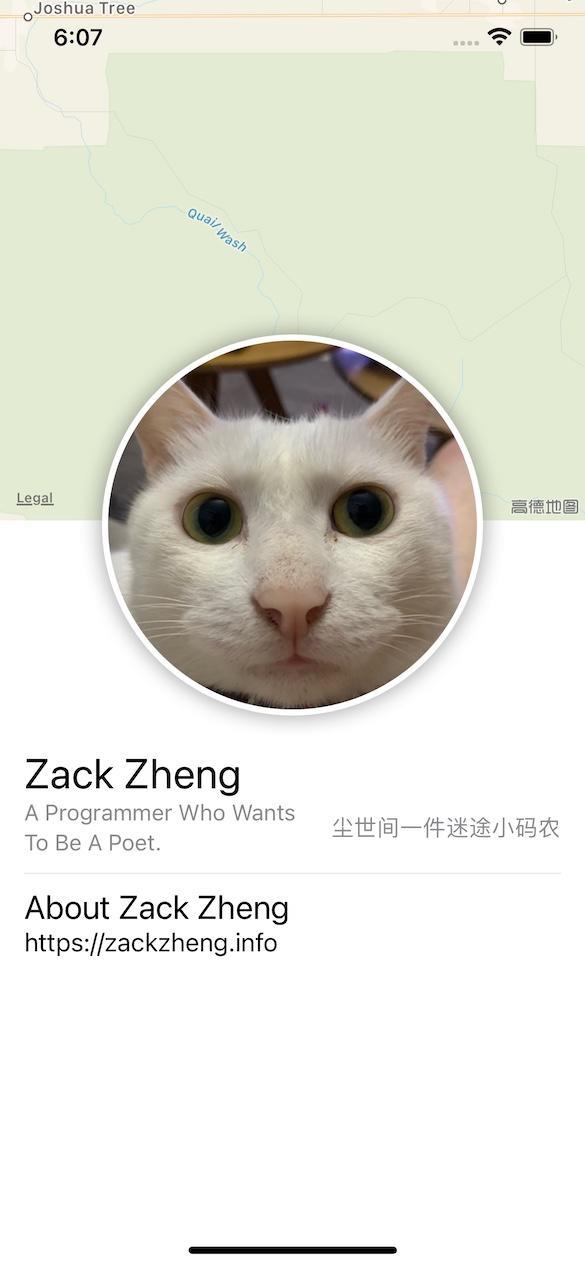 Joshua Tree
6:07
Quail Wash
Legal
高德地图
Zack Zheng
A Programmer Who Wants
To Be A Poet.
尘世间一件迷途小码农
About Zack Zheng
https://zackzheng.info